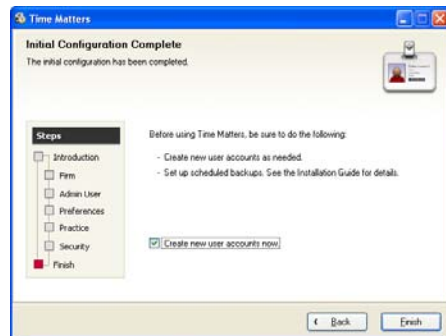 Time Matters
Initial Configuration Complete
The initial configuration has been completed.
Steps
Introduction
Firm
Admin User
Preferences
Practice
Security
Finish
Before using Time Matters, be sure to do the following:
- Create new user accounts as needed.
- Set up scheduled backups. See the Installation Guide for details.
Create new user accounts now.
< Back
Finish